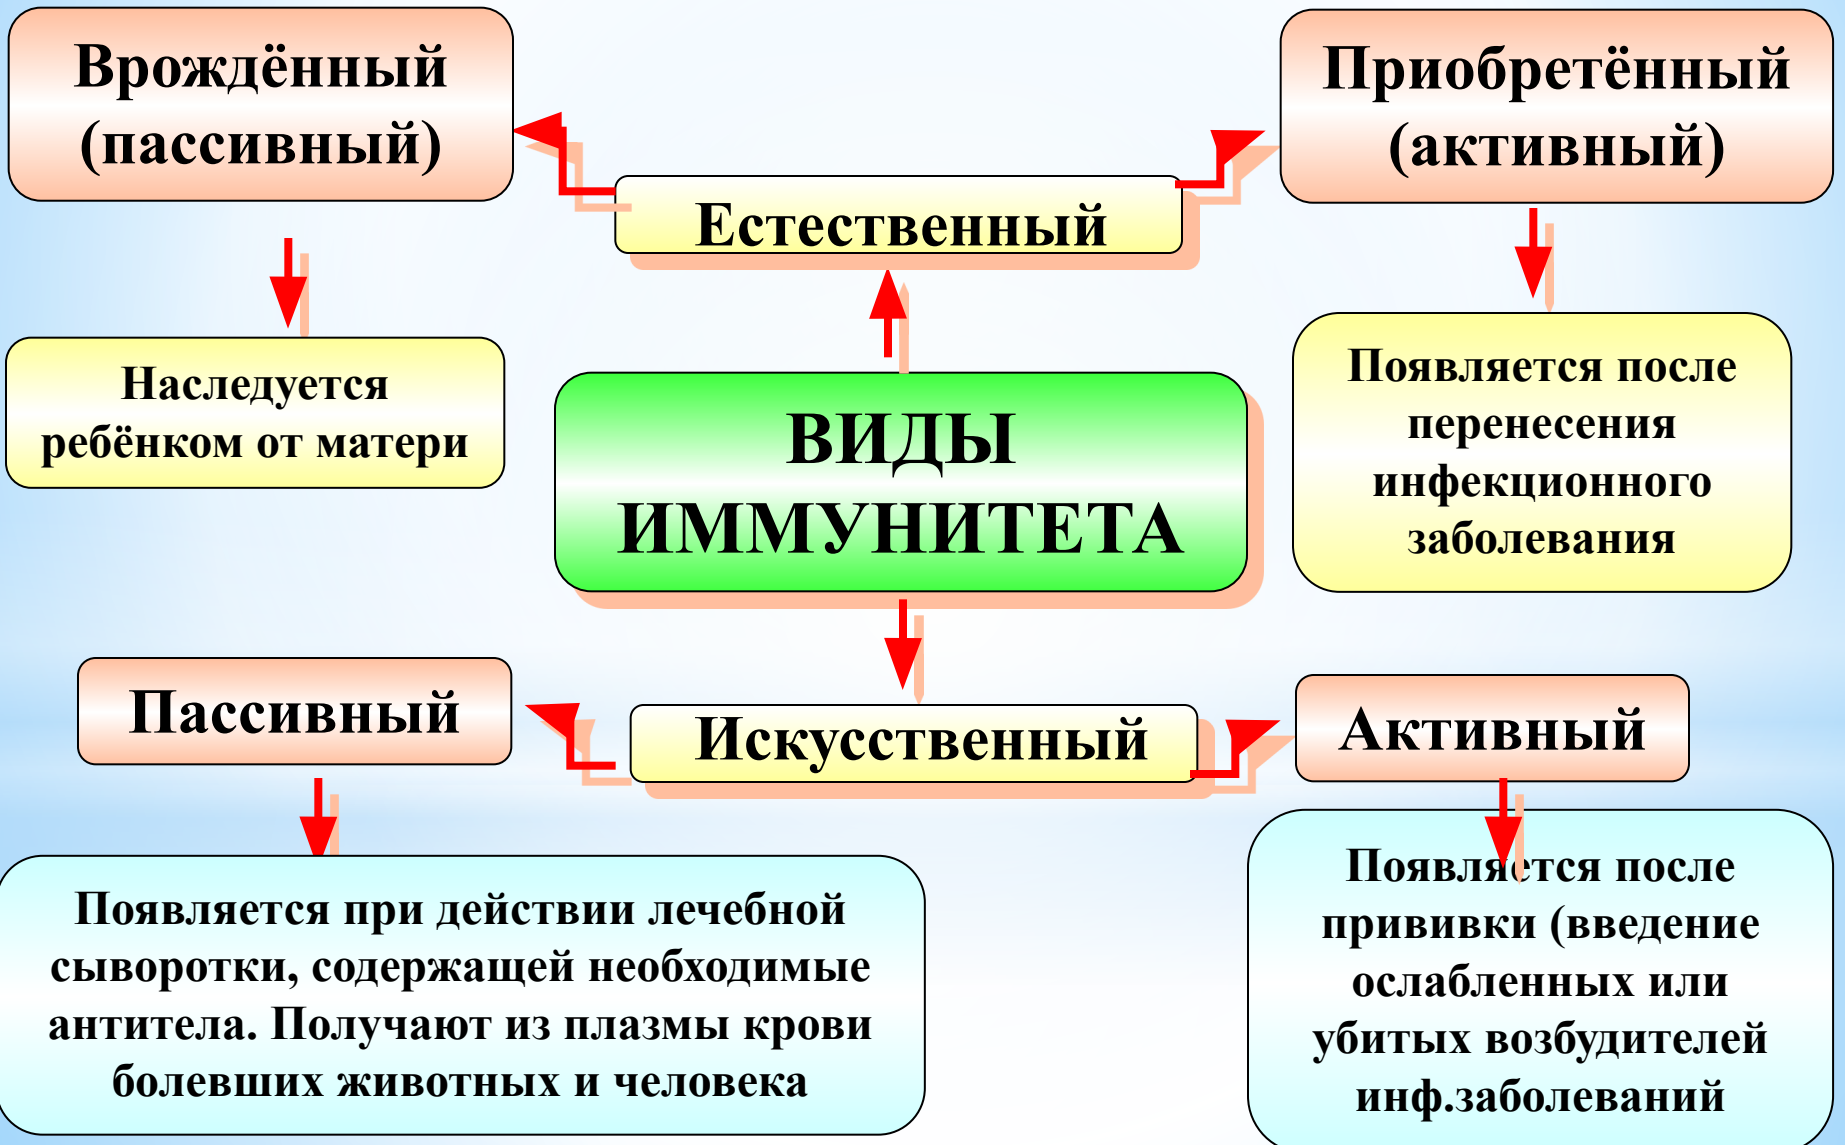 Врождённый
(пассивный)
Приобретённый
(активный)
Естественный
Наследуется
ребёнком от матери
Появляется после
перенесения
инфекционного
заболевания
ВИДЫ
ИММУНИТЕТА
Пассивный
Искусственный
Активный
Появляется при действии лечебной
сыворотки, содержащей необходимые
антитела. Получают из плазмы крови
болевших животных и человека
Появляется после
прививки (введение
ослабленных или
убитых возбудителей
инф.заболеваний